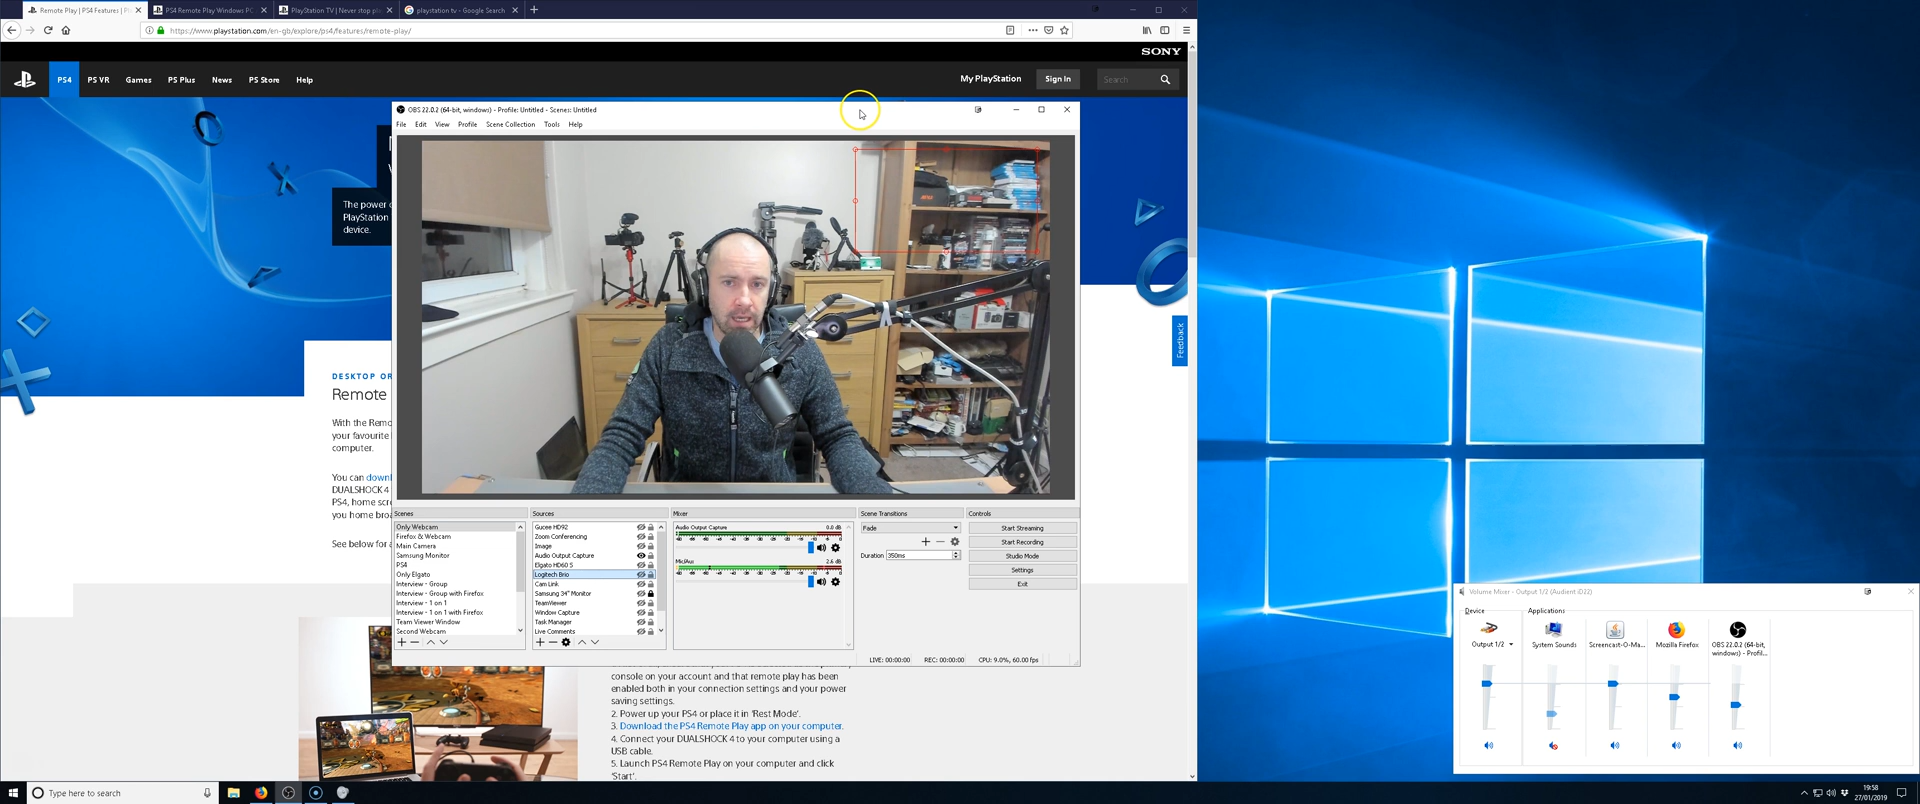 Remote Play | PS4 Features | Pl
PS4 Remote Play Windows PC
PlayStation TV | Never stop pl
playstation tv - Google Search
https://www.playstation.com/en-gb/explore/ps4/features/remote-play/
SONY
PS4
PS VR
Games
PS Plus
News
PS Store
Help
My PlayStation
Sign In
Search
OBS 22.0.2 (64-bit, windows) - Profile: Untitled - Scenes: Untitled
File Edit View Profile Scene Collection Tools Help
The power o
PlayStation
device.
Feedback
DESKTOP OR
Remote
With the Remo
your favourite
computer.
You can downl
DUALSHOCK 4
PS4, home scre
you home broa
See below for a
Scenes
Only Webcam
Firefox & Webcam
Main Camera
Samsung Monitor
PS4
Only Elgato
Interview - Group
Interview - Group with Firefox
Interview - 1 on 1
Interview - 1 on 1 with Firefox
Team Viewer Window
Second Webcam
Sources
Gucee HD92
Zoom Conferencing
Image
Audio Output Capture
Elgato HD60 S
Logitech Brio
Cam Link
Samsung 34" Monitor
TeamViewer
Window Capture
Task Manager
Live Comments
Mixer
Audio Output Capture 0.0 dB
Mic/Aux 2.6 dB
Scene Transitions
Fade
Duration 350ms
Controls
Start Streaming
Start Recording
Studio Mode
Settings
Exit
LIVE: 00:00:00 REC: 00:00:00 CPU: 9.0%, 60.00 fps
console on your account and that remote play has been
enabled both in your connection settings and your power
saving settings.
2. Power up your PS4 or place it in 'Rest Mode'.
3. Download the PS4 Remote Play app on your computer.
4. Connect your DUALSHOCK 4 to your computer using a
USB cable.
5. Launch PS4 Remote Play on your computer and click
'Start'.
Volume Mixer - Output 1/2 (Audient iD22)
Device
Applications
Output 1/2
System Sounds
Screencast-O-Ma...
Mozilla Firefox
OBS 22.0.2 (64-bit,
windows) - Profil...
Type here to search
19:58
27/01/2019